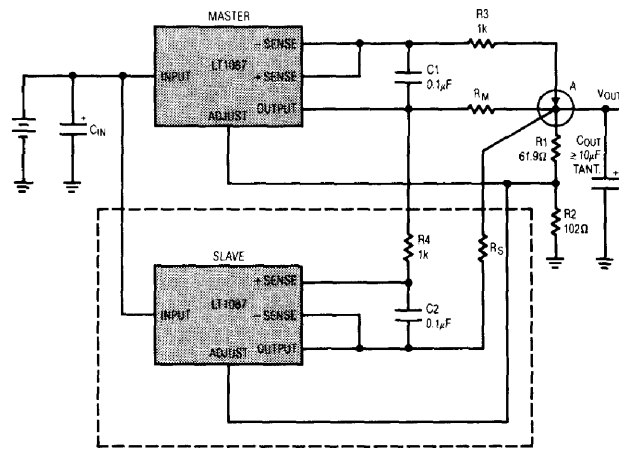 MASTER
R3
1k
– SENSE
INPUT
LT1087
+ SENSE
C1
0.1µF
A
OUTPUT
RM
VOUT
ADJUST
CIN
+
R1
61.9Ω
COUT
≥ 10µF
TANT.
+
R2
102Ω
R4
1k
RS
SLAVE
+ SENSE
LT1087
INPUT
– SENSE
C2
0.1µF
ADJUST
OUTPUT